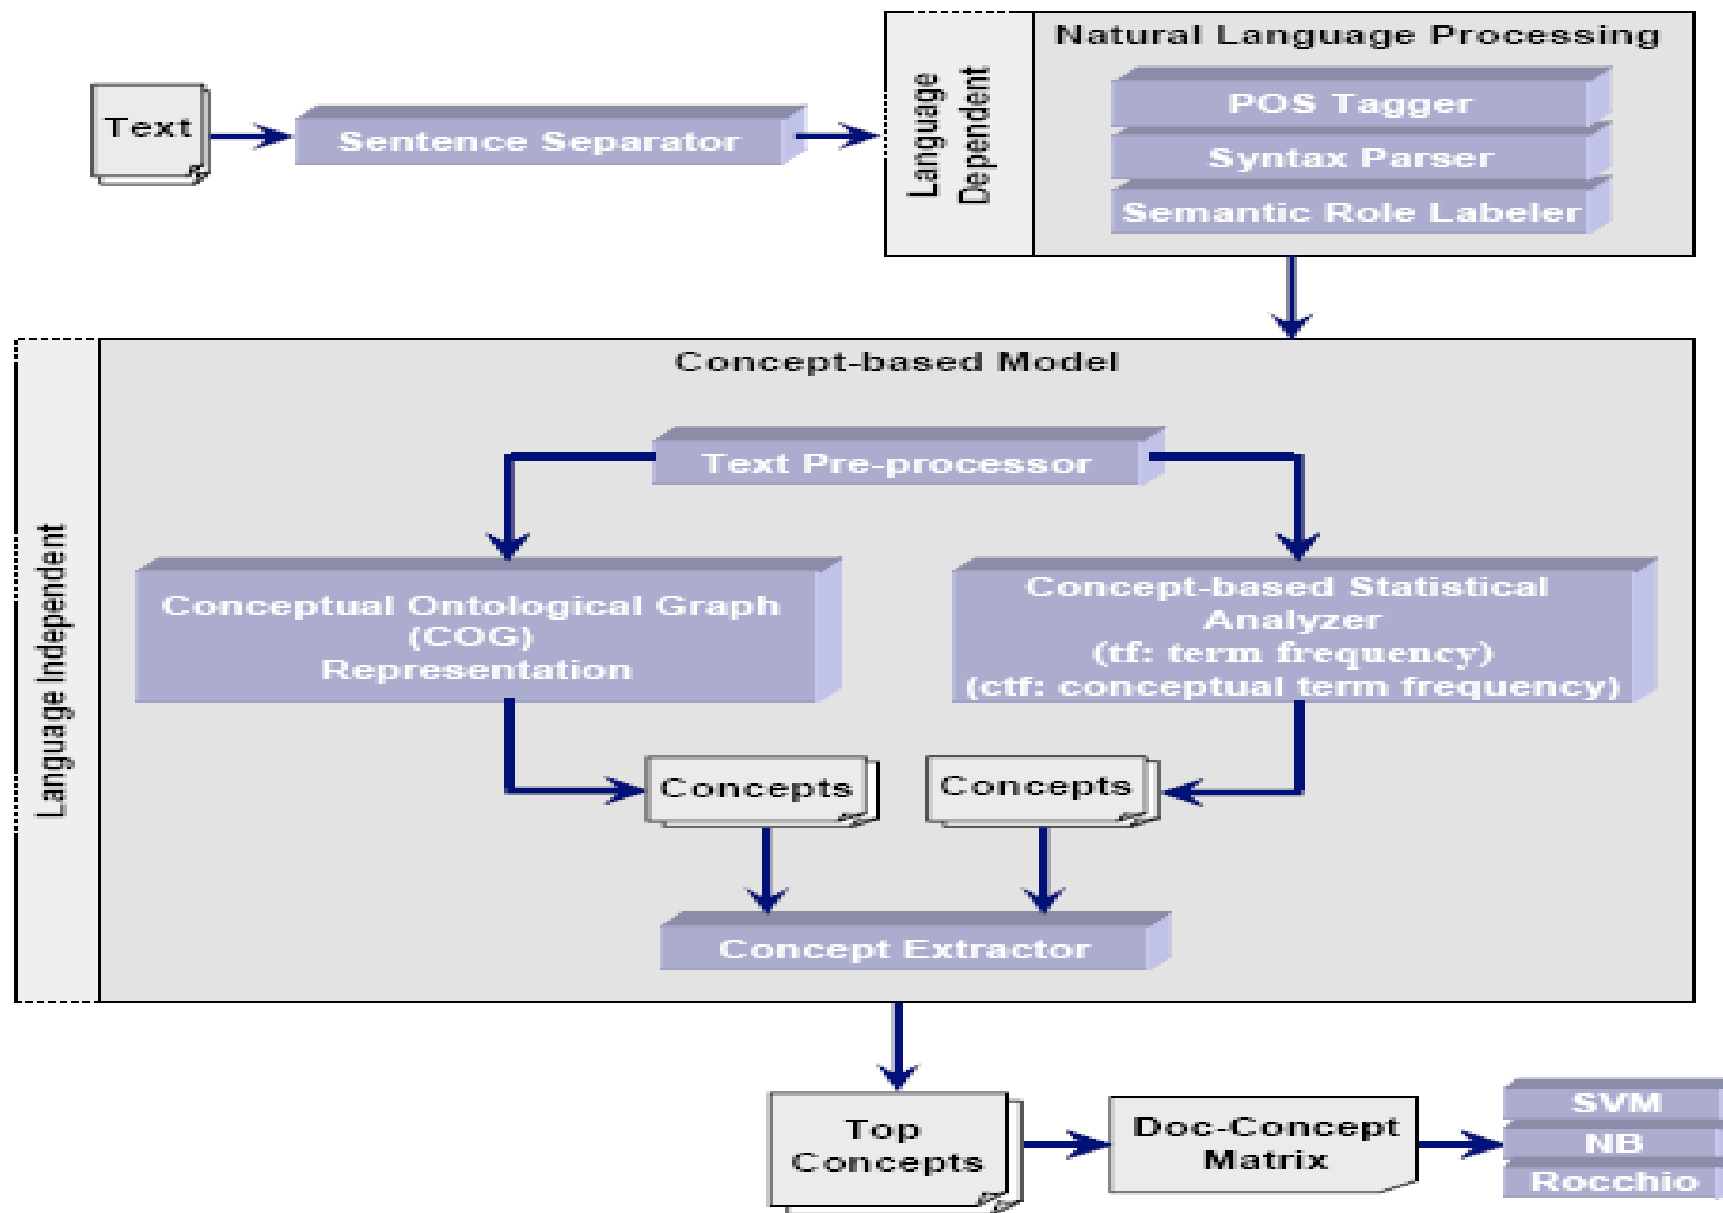 Natural Language Processing
Language
Dependent
POS Tagger
Syntax Parser
Semantic Role Labeler
Text
Sentence Separator
Concept-based Model
Language Independent
Text Pre-processor
Conceptual Ontological Graph
(COG)
Representation
Concept-based Statistical
Analyzer
(tf: term frequency)
(ctf: conceptual term frequency)
Concepts
Concepts
Concept Extractor
Top
Concepts
Doc-Concept
Matrix
SVM
NB
Rocchio